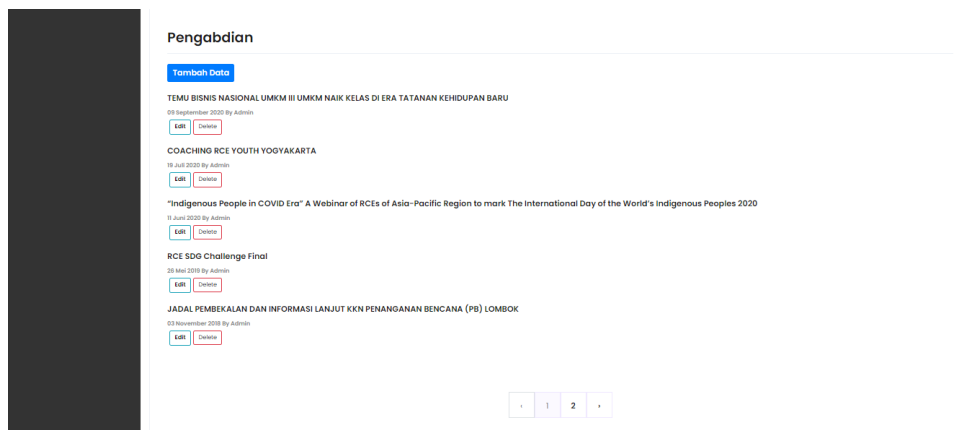 Pengabdian
Tambah Data
TEMU BISNIS NASIONAL UMKM III UMKM NAIK KELAS DI ERA TATANAN KEHIDUPAN BARU
09 September 2020 By Admin
Edit Delete
COACHING RCE YOUTH YOGYAKARTA
19 Juli 2020 By Admin
Edit Delete
“Indigenous People in COVID Era” A Webinar of RCEs of Asia-Pacific Region to mark The International Day of the World’s Indigenous Peoples 2020
11 Juni 2020 By Admin
Edit Delete
RCE SDG Challenge Final
26 Mei 2019 By Admin
Edit Delete
JADAL PEMBEKALAN DAN INFORMASI LANJUT KKN PENANGANAN BENCANA (PB) LOMBOK
03 November 2018 By Admin
Edit Delete
‹ 1 2 ›